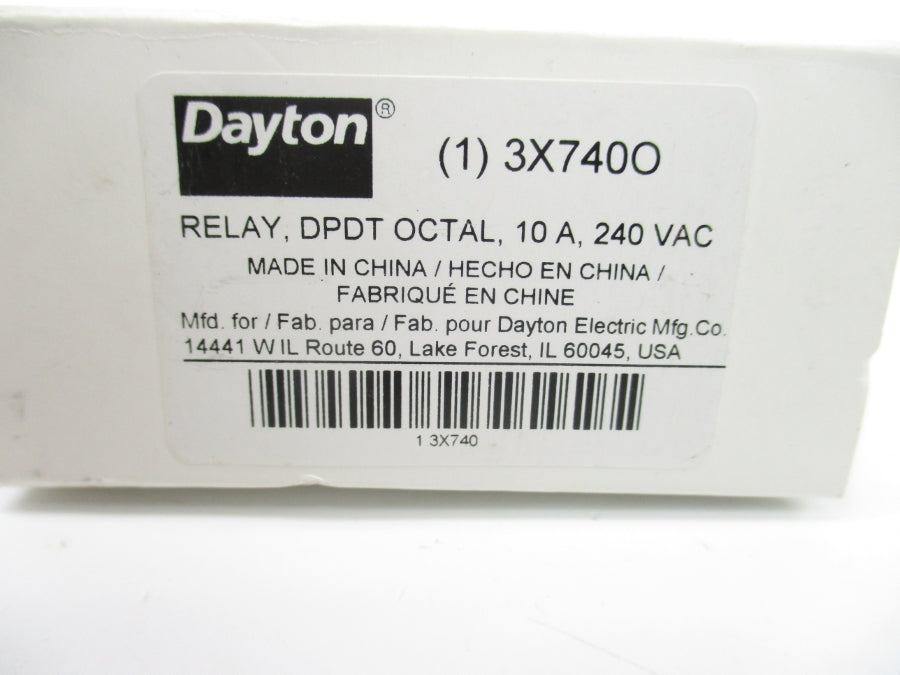 Dayton®
(1) 3X740O
RELAY, DPDT OCTAL, 10 A, 240 VAC
MADE IN CHINA / HECHO EN CHINA /
FABRIQUÉ EN CHINE
Mfd. for / Fab. para / Fab. pour Dayton Electric Mfg.Co.
14441 W IL Route 60, Lake Forest, IL 60045, USA
1 3X740